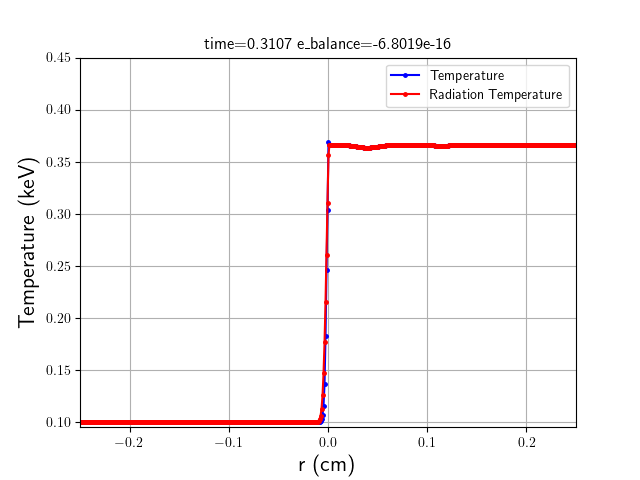 time=0.3107 e_balance=-6.8019e-16
Temperature
Radiation Temperature
Temperature (keV)
0.45
0.40
0.35
0.30
0.25
0.20
0.15
0.10
−0.2 −0.1 0.0 0.1 0.2
r (cm)